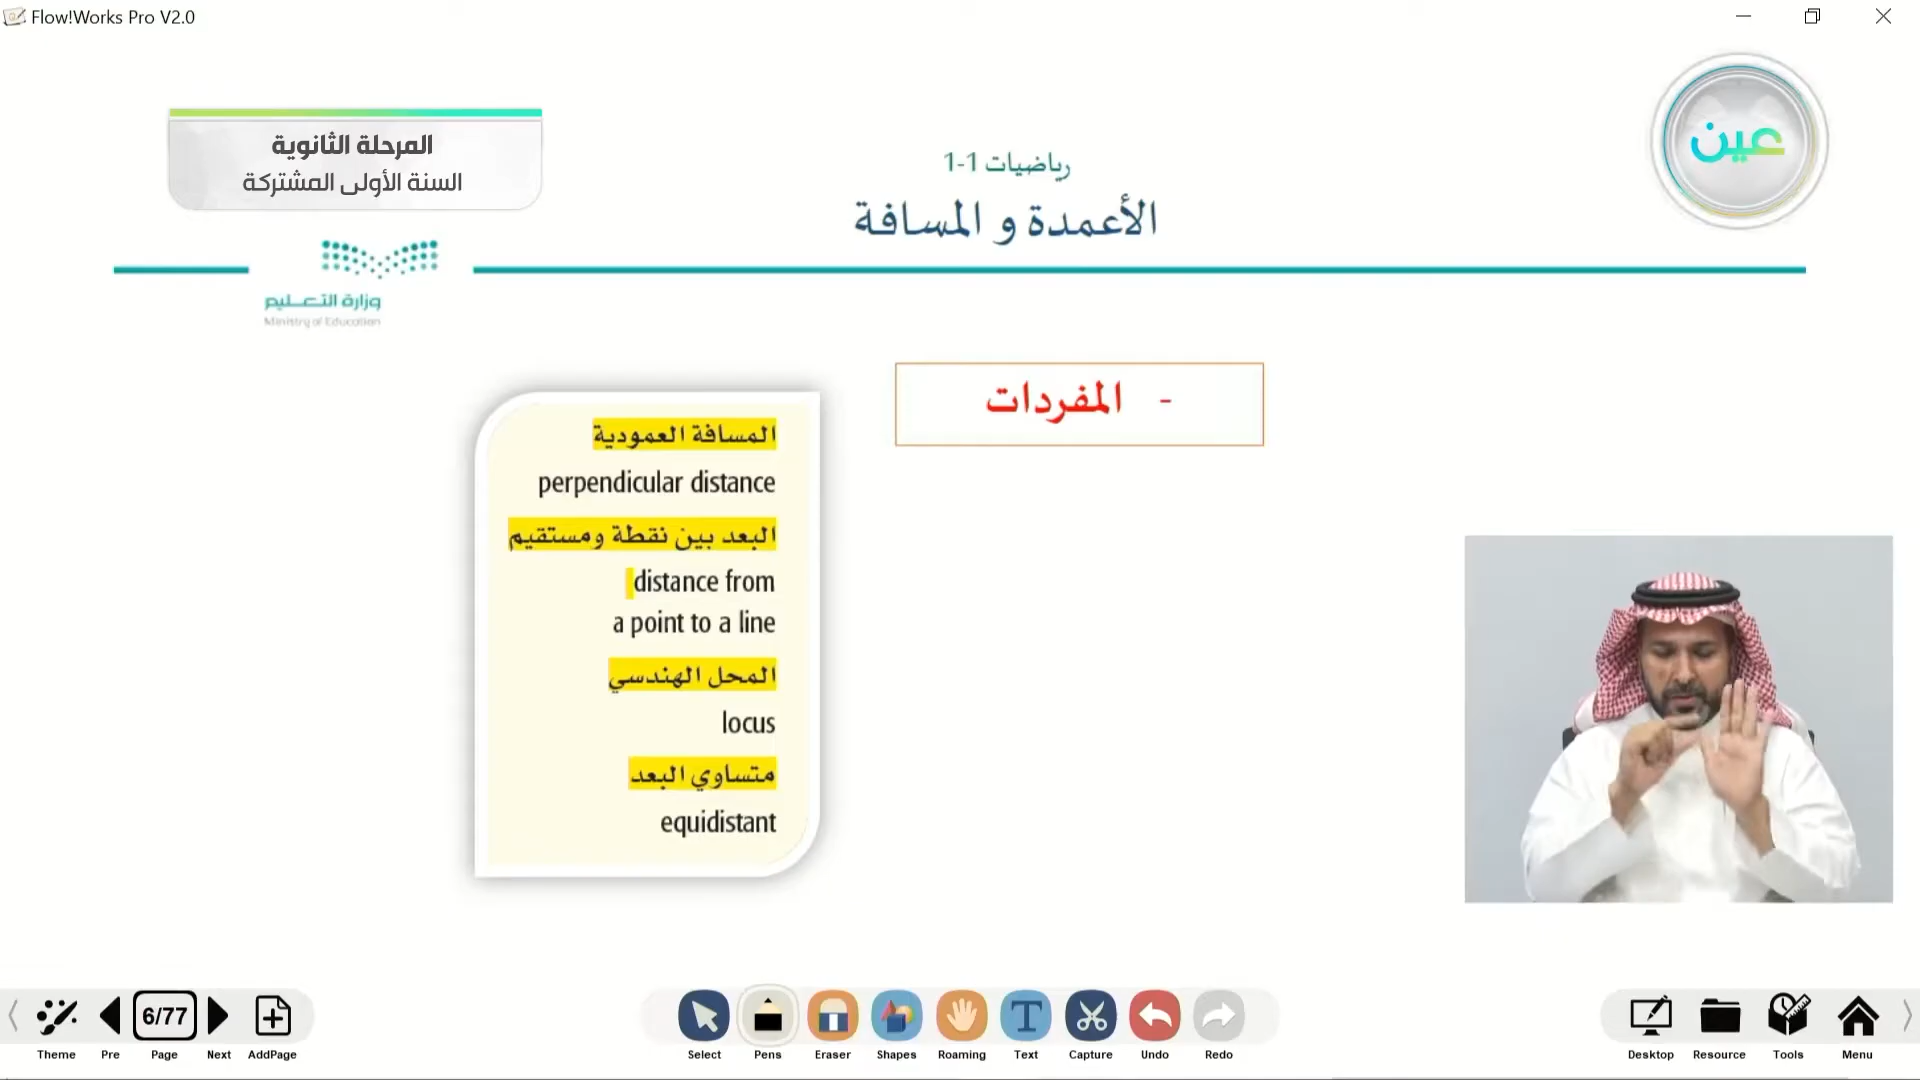 Flow!Works Pro V2.0
عين
المرحلة الثانوية
السنة الأولى المشتركة
رياضيات 1-1
الأعمدة و المسافة
وزارة التعـــليم
Ministry of Education
- المفردات
المسافة العمودية
perpendicular distance
البعد بين نقطة ومستقيم
distance from
a point to a line
المحل الهندسي
locus
متساوي البعد
equidistant
6/77
Theme Pre Page Next AddPage
Select Pens Eraser Shapes Roaming Text Capture Undo Redo
Desktop Resource Tools Menu